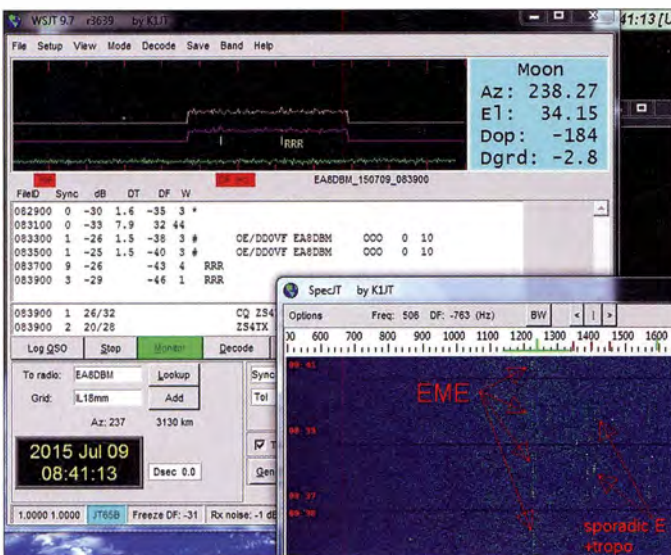 WSJT 9.7 r3639 by K1JT
41:13 [U
File Setup View Mode Decode Save Band Help
Moon
Az: 238.27
El: 34.15
Dop: -184
Dgrd: -2.8
RRR
EA8DBM_150709_083900
FileID Sync dB DT DF W
082900 0 -30 1.6 -35 3 *
083100 0 -33 7.9 32 44
083300 1 -26 1.5 -38 3 # OE/DD0VF EA8DBM OOO 0 10
083500 1 -25 1.5 -40 3 # OE/DD0VF EA8DBM OOO 0 10
083700 9 -26 -43 4 RRR
083900 3 -29 -46 1 RRR
083900 1 26/32 CQ ZS4
083900 2 20/28 ZS4TX
Log QSO Stop Monitor Decode
To radio: EA8DBM Lookup Sync
Grid: IL18mm Add Tol
Az: 237 3130 km
2015 Jul 09
08:41:13
Dsec 0.0
Gen
1.0000 1.0000 JT65B Freeze DF: -31 Rx noise: -1 dB
SpecJT by K1JT
Options Freq: 506 DF: -763 (Hz) BW < | >
00 600 700 800 900 1000 1100 1200 1300 1400 1500 1600
EME
sporadic E
+tropo